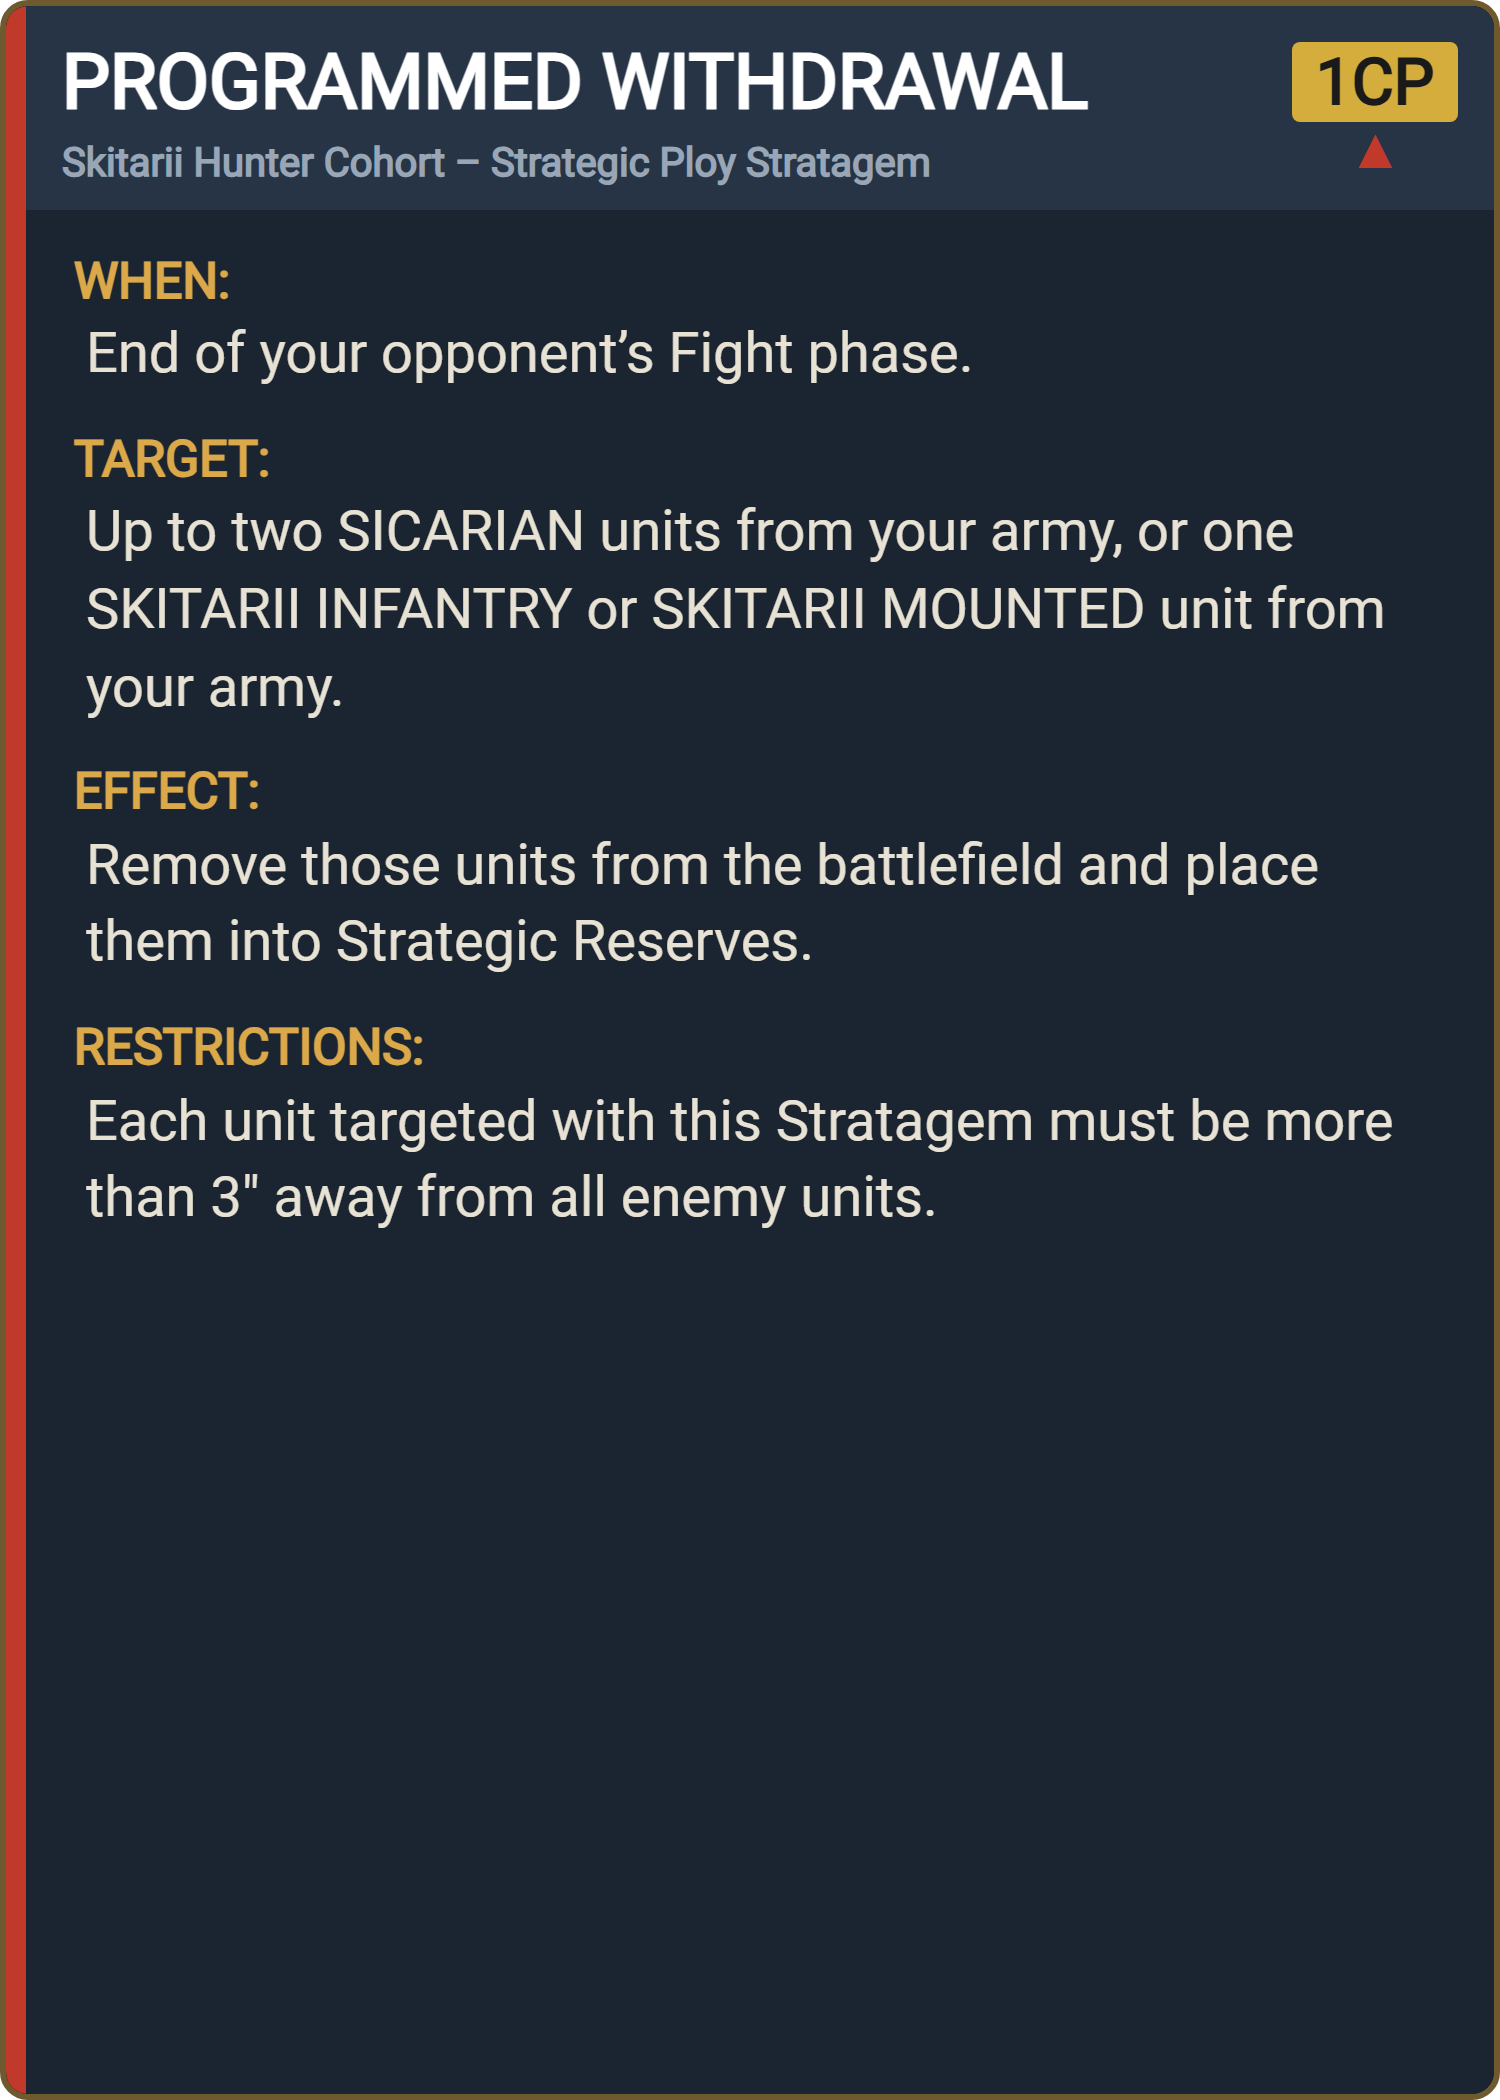 PROGRAMMED WITHDRAWAL
1CP
Skitarii Hunter Cohort – Strategic Ploy Stratagem
WHEN:
End of your opponent’s Fight phase.
TARGET:
Up to two SICARIAN units from your army, or one
SKITARII INFANTRY or SKITARII MOUNTED unit from
your army.
EFFECT:
Remove those units from the battlefield and place
them into Strategic Reserves.
RESTRICTIONS:
Each unit targeted with this Stratagem must be more
than 3" away from all enemy units.